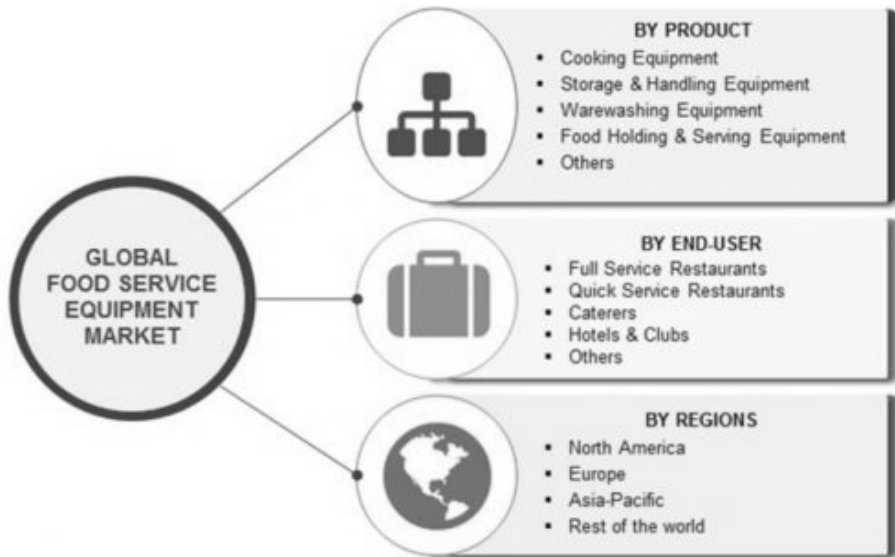 GLOBAL
FOOD SERVICE
EQUIPMENT
MARKET
BY PRODUCT
▪ Cooking Equipment
▪ Storage & Handling Equipment
▪ Warewashing Equipment
▪ Food Holding & Serving Equipment
▪ Others
BY END-USER
▪ Full Service Restaurants
▪ Quick Service Restaurants
▪ Caterers
▪ Hotels & Clubs
▪ Others
BY REGIONS
▪ North America
▪ Europe
▪ Asia-Pacific
▪ Rest of the world